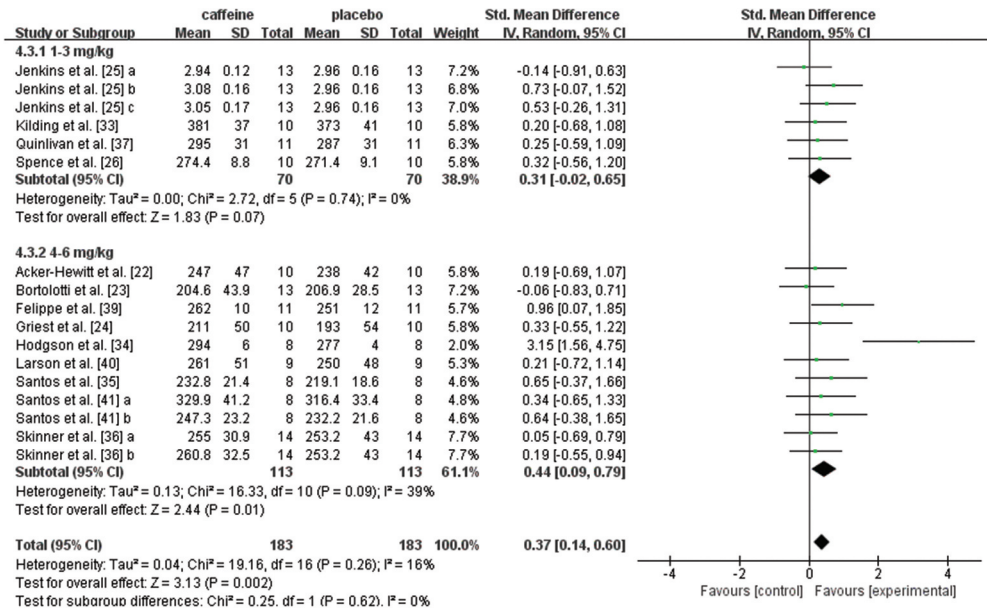 caffeine placebo Std. Mean Difference Std. Mean Difference
Study or Subgroup Mean SD Total Mean SD Total Weight IV, Random, 95% CI IV, Random, 95% CI
4.3.1 1-3 mg/kg
Jenkins et al. [25] a 2.94 0.12 13 2.96 0.16 13 7.2% -0.14 [-0.91, 0.63]
Jenkins et al. [25] b 3.08 0.16 13 2.96 0.16 13 6.8% 0.73 [-0.07, 1.52]
Jenkins et al. [25] c 3.05 0.17 13 2.96 0.16 13 7.0% 0.53 [-0.26, 1.31]
Kilding et al. [33] 381 37 10 373 41 10 5.8% 0.20 [-0.68, 1.08]
Quinlivan et al. [37] 295 31 11 287 31 11 6.3% 0.25 [-0.59, 1.09]
Spence et al. [26] 274.4 8.8 10 271.4 9.1 10 5.8% 0.32 [-0.56, 1.20]
Subtotal (95% CI) 70 70 38.9% 0.31 [-0.02, 0.65]
Heterogeneity: Tau² = 0.00; Chi² = 2.72, df = 5 (P = 0.74); I² = 0%
Test for overall effect: Z = 1.83 (P = 0.07)
4.3.2 4-6 mg/kg
Acker-Hewitt et al. [22] 247 47 10 238 42 10 5.8% 0.19 [-0.69, 1.07]
Bortolotti et al. [23] 204.6 43.9 13 206.9 28.5 13 7.2% -0.06 [-0.83, 0.71]
Felippe et al. [39] 262 10 11 251 12 11 5.7% 0.96 [0.07, 1.85]
Griest et al. [24] 211 50 10 193 54 10 5.8% 0.33 [-0.55, 1.22]
Hodgson et al. [34] 294 6 8 277 4 8 2.0% 3.15 [1.56, 4.75]
Larson et al. [40] 261 51 9 250 48 9 5.3% 0.21 [-0.72, 1.14]
Santos et al. [35] 232.8 21.4 8 219.1 18.6 8 4.6% 0.65 [-0.37, 1.66]
Santos et al. [41] a 329.9 41.2 8 316.4 33.4 8 4.8% 0.34 [-0.65, 1.33]
Santos et al. [41] b 247.3 23.2 8 232.2 21.6 8 4.6% 0.64 [-0.38, 1.65]
Skinner et al. [36] a 255 30.9 14 253.2 43 14 7.7% 0.05 [-0.69, 0.79]
Skinner et al. [36] b 260.8 32.5 14 253.2 43 14 7.7% 0.19 [-0.55, 0.94]
Subtotal (95% CI) 113 113 61.1% 0.44 [0.09, 0.79]
Heterogeneity: Tau² = 0.13; Chi² = 16.33, df = 10 (P = 0.09); I² = 39%
Test for overall effect: Z = 2.44 (P = 0.01)
Total (95% CI) 183 183 100.0% 0.37 [0.14, 0.60]
Heterogeneity: Tau² = 0.04; Chi² = 19.16, df = 16 (P = 0.26); I² = 16%
Test for overall effect: Z = 3.13 (P = 0.002)
Test for subgroup differences: Chi² = 0.25, df = 1 (P = 0.62), I² = 0%
-4 -2 0 2 4
Favours [control] Favours [experimental]